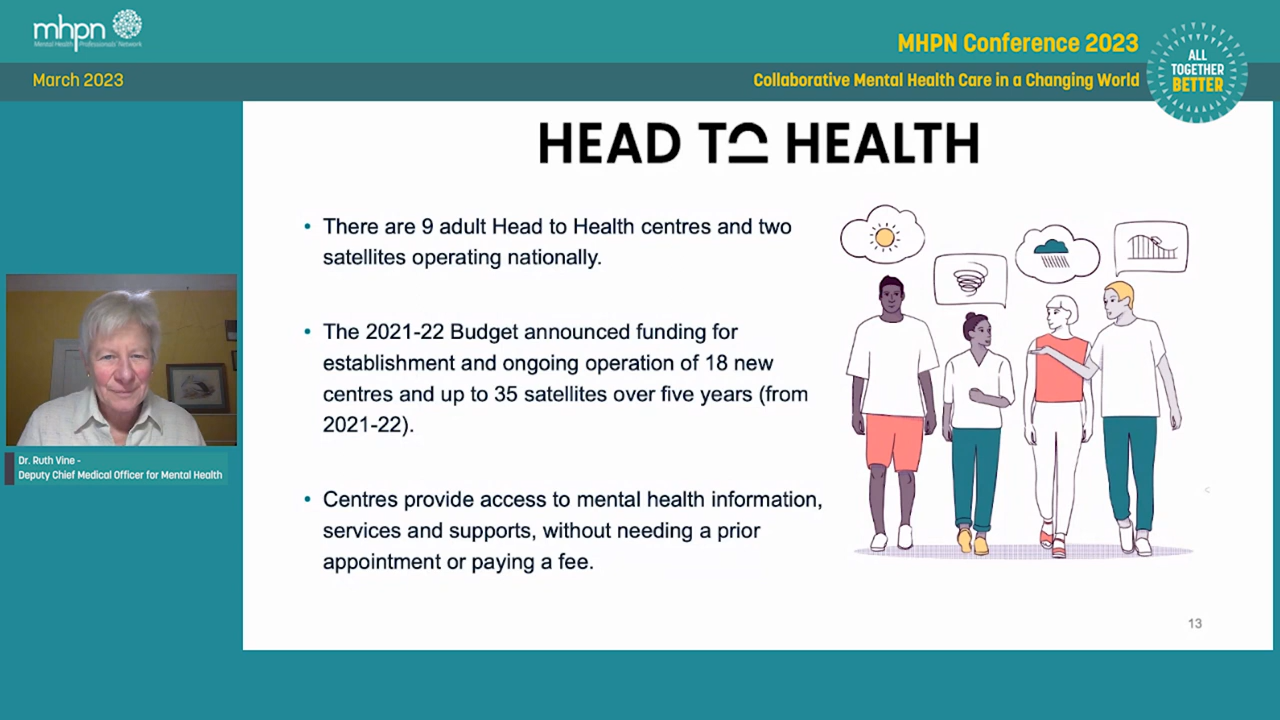 mhpn
Mental Health Professionals' Network
MHPN Conference 2023
March 2023
Collaborative Mental Health Care in a Changing World
ALL
TOGETHER
BETTER
HEAD TO HEALTH
• There are 9 adult Head to Health centres and two
satellites operating nationally.
• The 2021-22 Budget announced funding for
establishment and ongoing operation of 18 new
centres and up to 35 satellites over five years (from
2021-22).
• Centres provide access to mental health information,
services and supports, without needing a prior
appointment or paying a fee.
Dr. Ruth Vine -
Deputy Chief Medical Officer for Mental Health
13